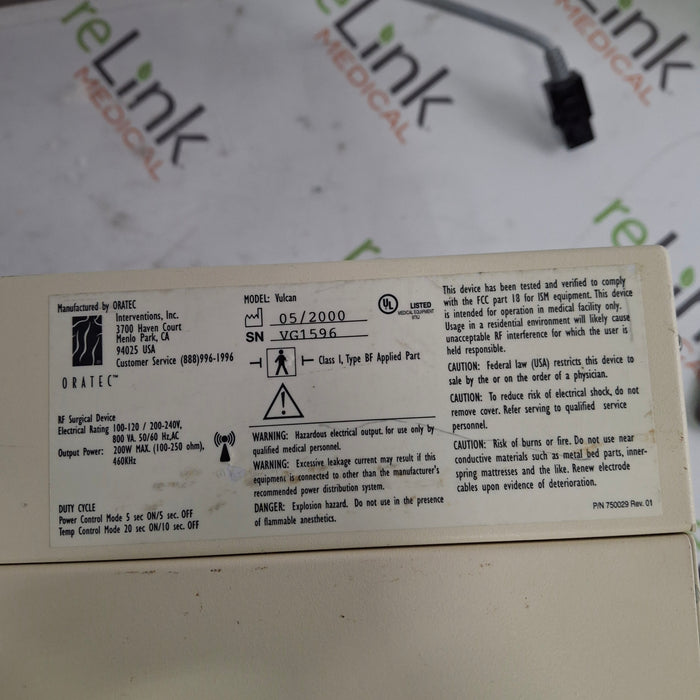 reLink
MEDICAL
reLink
MEDICAL
MEDICAL
reLink
MEDICAL
re
Manufactured by ORATEC
Interventions, Inc.
3700 Haven Court
Menlo Park, CA
94025 USA
Customer Service (888)996-1996
ORATEC™
RF Surgical Device
Electrical Rating 100-120 / 200-240V,
800 VA. 50/60 Hz,AC
Output Power: 200W MAX. (100-250 ohm),
460KHz
DUTY CYCLE
Power Control Mode 5 sec ON/5 sec. OFF
Temp Control Mode 20 sec ON/10 sec. OFF
MODEL: Vulcan
05/2000
SN VG1596
UL LISTED
MEDICAL EQUIPMENT
Class I, Type BF Applied Part
WARNING: Hazardous electrical output. for use only by
qualified medical personnel.
WARNING: Excessive leakage current may result if this
equipment is connected to other than the manufacturer's
recommended power distribution system.
DANGER: Explosion hazard. Do not use in the presence
of flammable anesthetics.
This device has been tested and verified to comply
with the FCC part 18 for ISM equipment. This device
is intended for operation in medical facility only.
Usage in a residential environment will likely cause
unacceptable RF interference for which the user is
held responsible.
CAUTION: Federal law (USA) restricts this device to
sale by or on the order of a physician.
CAUTION: To reduce risk of electrical shock, do not
remove cover. Refer serving to qualified service
personnel.
CAUTION: Risk of burns or fire. Do not use near
conductive materials such as metal bed parts, inner-
spring mattresses and the like. Renew electrode
cables upon evidence of deterioration.
P/N 750029 Rev. 01